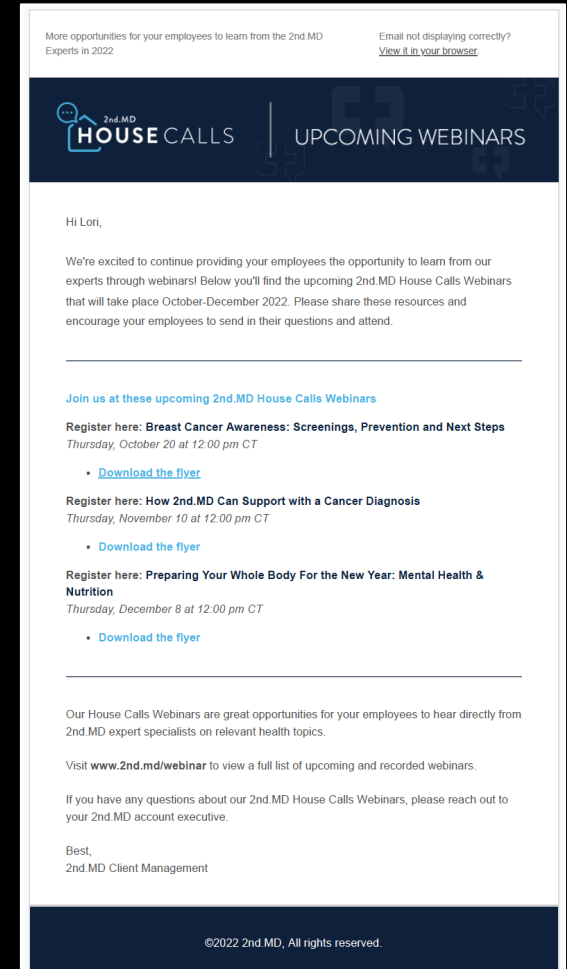 More opportunities for your employees to learn from the 2nd.MD
Experts in 2022
Email not displaying correctly?
View it in your browser.
2nd.MD
HOUSE CALLS
UPCOMING WEBINARS
Hi Lori,
We're excited to continue providing your employees the opportunity to learn from our
experts through webinars! Below you'll find the upcoming 2nd.MD House Calls Webinars
that will take place October-December 2022. Please share these resources and
encourage your employees to send in their questions and attend.
Join us at these upcoming 2nd.MD House Calls Webinars
Register here: Breast Cancer Awareness: Screenings, Prevention and Next Steps
Thursday, October 20 at 12:00 pm CT
• Download the flyer
Register here: How 2nd.MD Can Support with a Cancer Diagnosis
Thursday, November 10 at 12:00 pm CT
• Download the flyer
Register here: Preparing Your Whole Body For the New Year: Mental Health &
Nutrition
Thursday, December 8 at 12:00 pm CT
• Download the flyer
Our House Calls Webinars are great opportunities for your employees to hear directly from
2nd.MD expert specialists on relevant health topics.
Visit www.2nd.md/webinar to view a full list of upcoming and recorded webinars.
If you have any questions about our 2nd.MD House Calls Webinars, please reach out to
your 2nd.MD account executive.
Best,
2nd.MD Client Management
©2022 2nd.MD, All rights reserved.